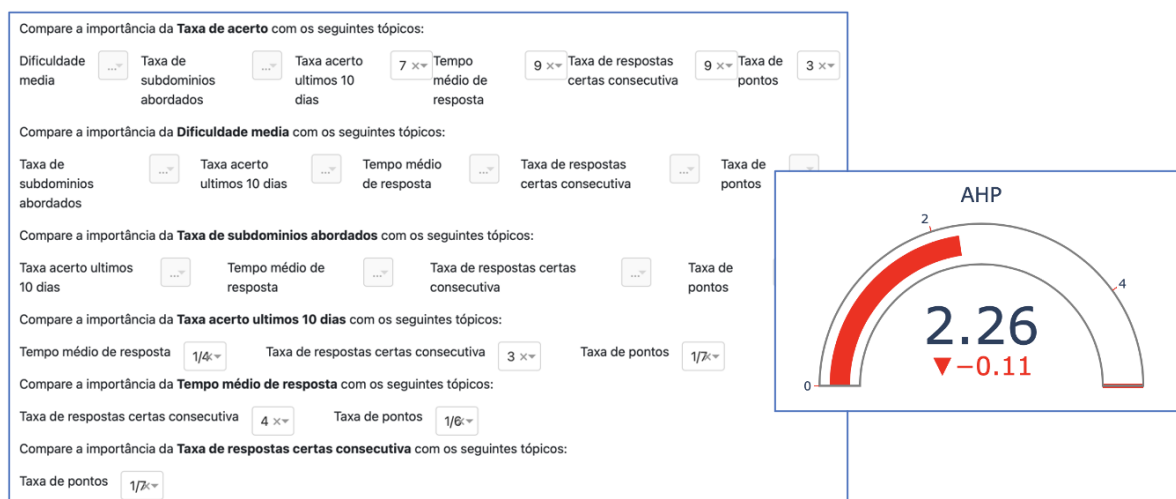 Compare a importância da Taxa de acerto com os seguintes tópicos:
Dificuldade media ... Taxa de subdominios abordados ... Taxa acerto ultimos 10 dias 7 × Tempo médio de resposta 9 × Taxa de respostas certas consecutiva 9 × Taxa de pontos 3 ×
Compare a importância da Dificuldade media com os seguintes tópicos:
Taxa de subdominios abordados ... Taxa acerto ultimos 10 dias ... Tempo médio de resposta ... Taxa de respostas certas consecutiva ... Taxa de pontos ...
Compare a importância da Taxa de subdominios abordados com os seguintes tópicos:
Taxa acerto ultimos 10 dias ... Tempo médio de resposta ... Taxa de respostas certas consecutiva ... Taxa de pontos
Compare a importância da Taxa acerto ultimos 10 dias com os seguintes tópicos:
Tempo médio de resposta 1/4 × Taxa de respostas certas consecutiva 3 × Taxa de pontos 1/7 ×
Compare a importância da Tempo médio de resposta com os seguintes tópicos:
Taxa de respostas certas consecutiva 4 × Taxa de pontos 1/6 ×
Compare a importância da Taxa de respostas certas consecutiva com os seguintes tópicos:
Taxa de pontos 1/7 ×
AHP
0
2
4
2.26
▼−0.11